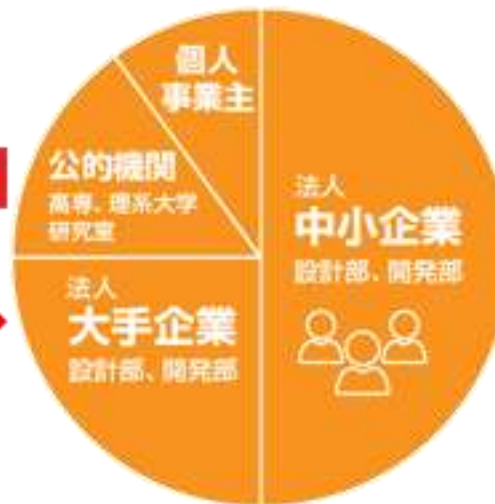 個人
事業主
公的機関
高専、理系大学
研究室
法人
中小企業
設計部、開発部
法人
大手企業
設計部、開発部